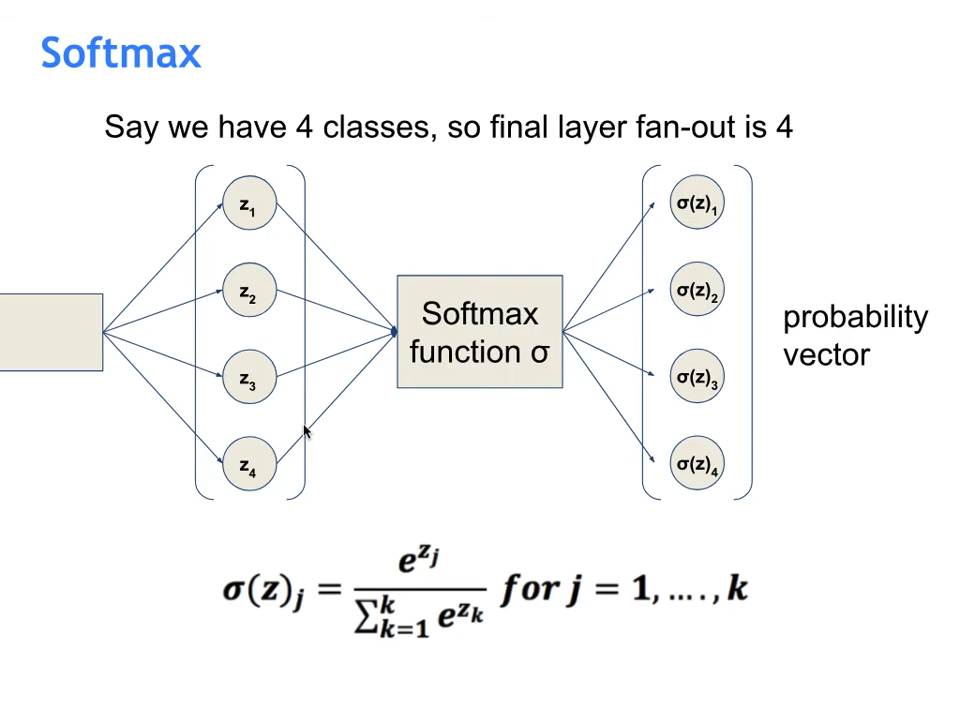 Softmax
Say we have 4 classes, so final layer fan-out is 4
z₁
z₂
z₃
z₄
Softmax
function σ
σ(z)₁
σ(z)₂
σ(z)₃
σ(z)₄
probability
vector
σ(z)ⱼ = e^{zⱼ} / ∑_{k=1}^{k} e^{zₖ} for j = 1, …. , k